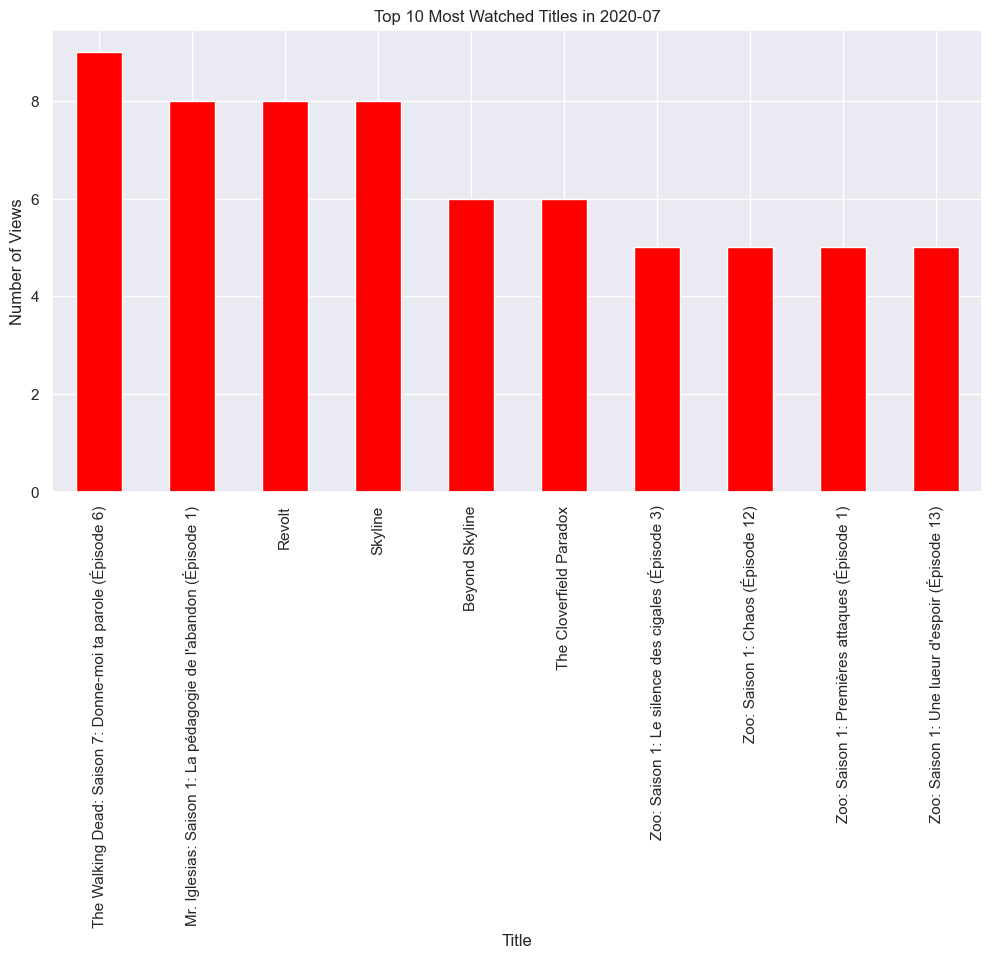 Top 10 Most Watched Titles in 2020-07
Number of Views
8
6
4
2
0
The Walking Dead: Saison 7: Donne-moi ta parole (Épisode 6)
Mr. Iglesias: Saison 1: La pédagogie de l'abandon (Épisode 1)
Revolt
Skyline
Beyond Skyline
The Cloverfield Paradox
Zoo: Saison 1: Le silence des cigales (Épisode 3)
Zoo: Saison 1: Chaos (Épisode 12)
Zoo: Saison 1: Premières attaques (Épisode 1)
Zoo: Saison 1: Une lueur d'espoir (Épisode 13)
Title